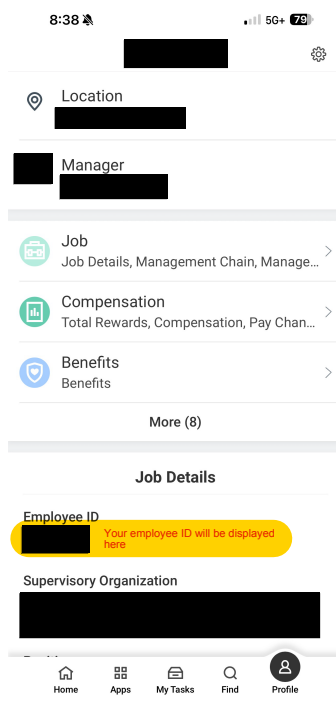 8:38 5G+ 79
Location
Manager
Job
Job Details, Management Chain, Manage...
Compensation
Total Rewards, Compensation, Pay Chan...
Benefits
Benefits
More (8)
Job Details
Employee ID
Your employee ID will be displayed
here
Supervisory Organization
Home Apps My Tasks Find Profile